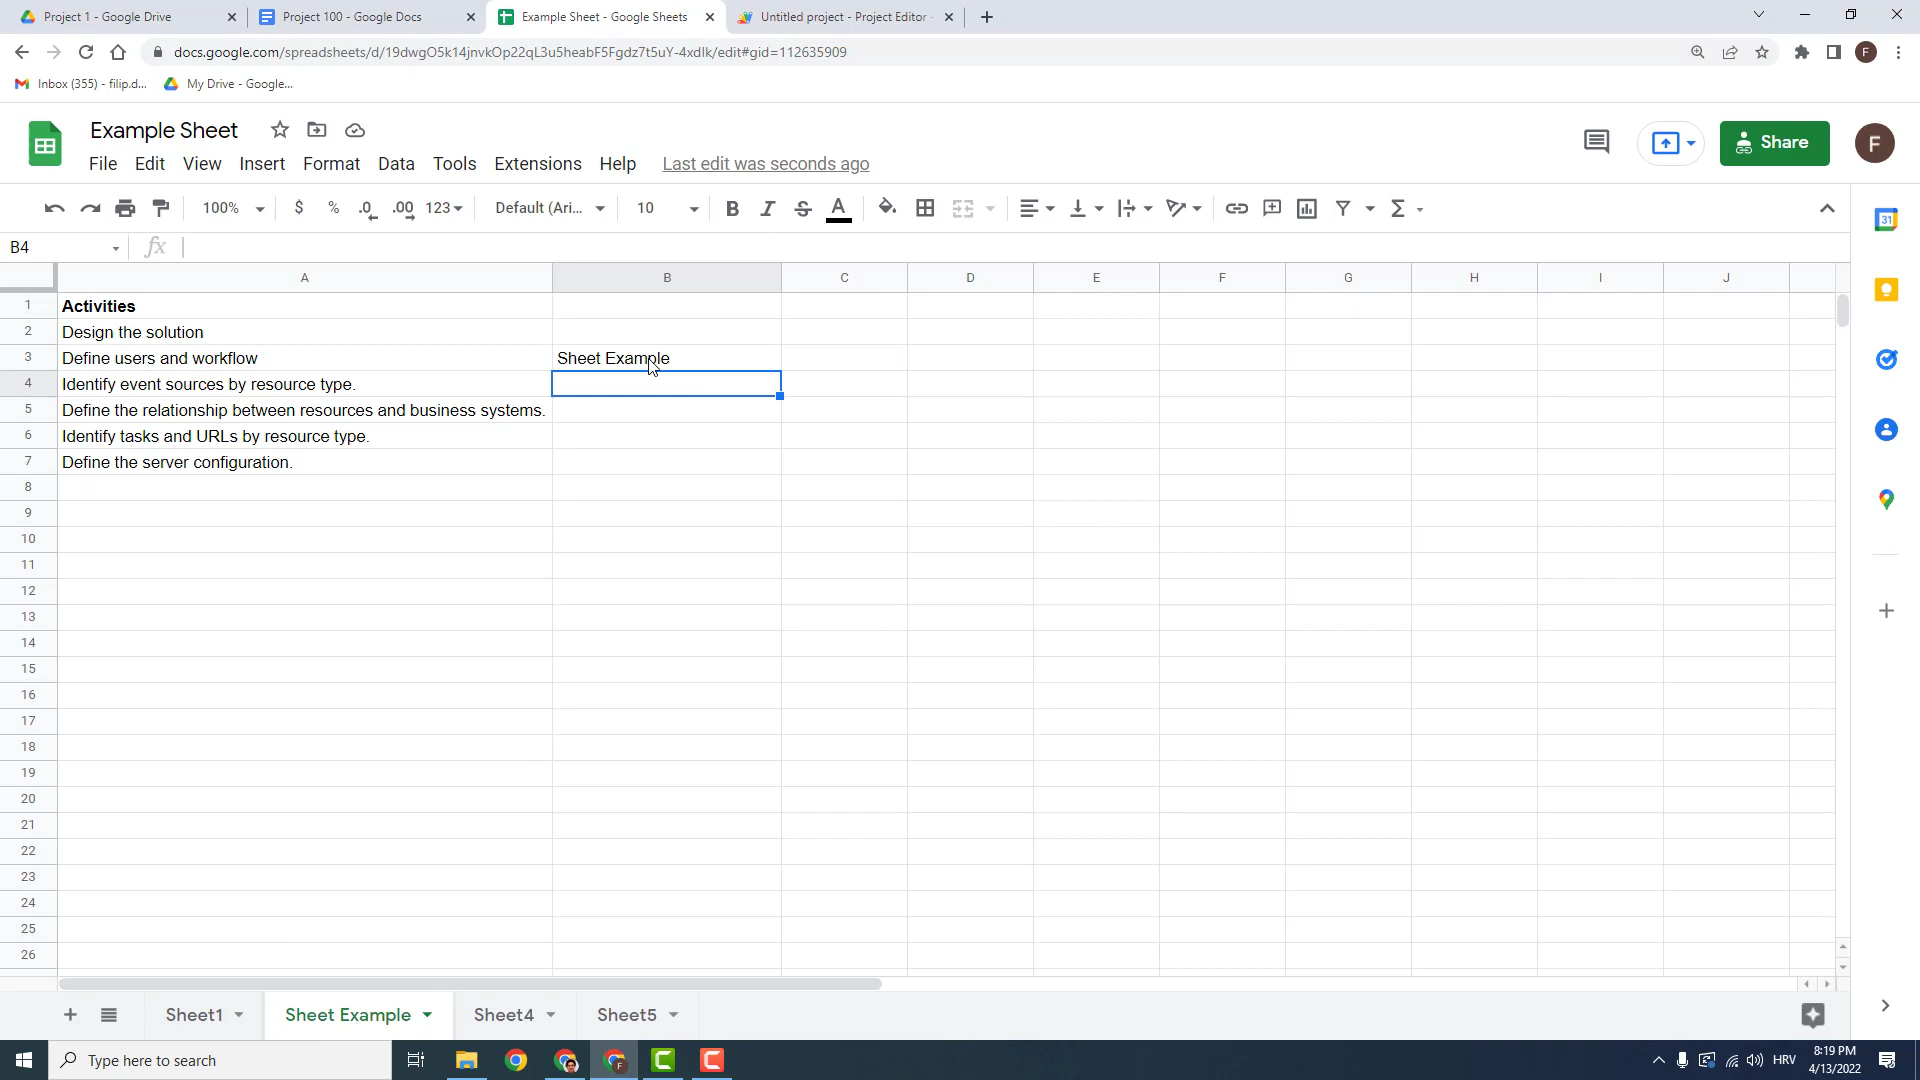 Project 1 - Google Drive
Project 100 - Google Docs
Example Sheet - Google Sheets
Untitled project - Project Editor -
docs.google.com/spreadsheets/d/19dwgO5k14jnvkOp22qL3u5heabF5Fgdz7t5uY-4xdIk/edit#gid=112635909
F
Inbox (355) - filip.d...
My Drive - Google...
Example Sheet
Share
F
File Edit View Insert Format Data Tools Extensions Help Last edit was seconds ago
100% $ % .0 .00 123 Default (Ari... 10 B I S A Σ
31
B4 fx
A B C D E F G H I J
1 Activities
2 Design the solution
3 Define users and workflow Sheet Example
4 Identify event sources by resource type.
5 Define the relationship between resources and business systems.
6 Identify tasks and URLs by resource type.
7 Define the server configuration.
8
9
10
11
12
13
14
15
16
17
18
19
20
21
22
23
24
25
26
Sheet1 Sheet Example Sheet4 Sheet5
Type here to search
F
HRV
8:19 PM
4/13/2022